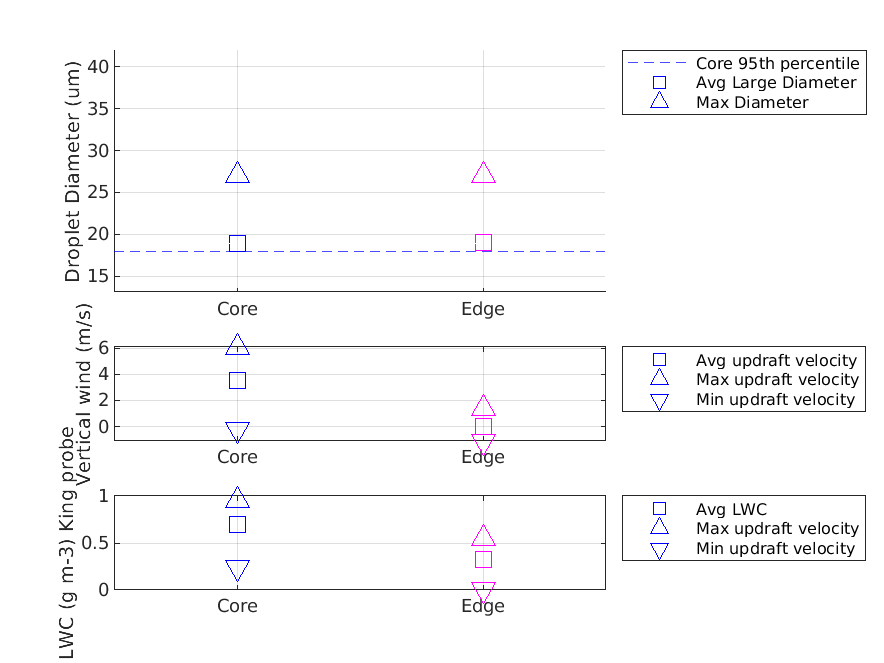 Droplet Diameter (um)
40
35
30
25
20
15
Core
Edge
Core 95th percentile
Avg Large Diameter
Max Diameter
Vertical wind (m/s)
6
4
2
0
Core
Edge
Avg updraft velocity
Max updraft velocity
Min updraft velocity
LWC (g m-3) King probe
1
0.5
0
Core
Edge
Avg LWC
Max updraft velocity
Min updraft velocity